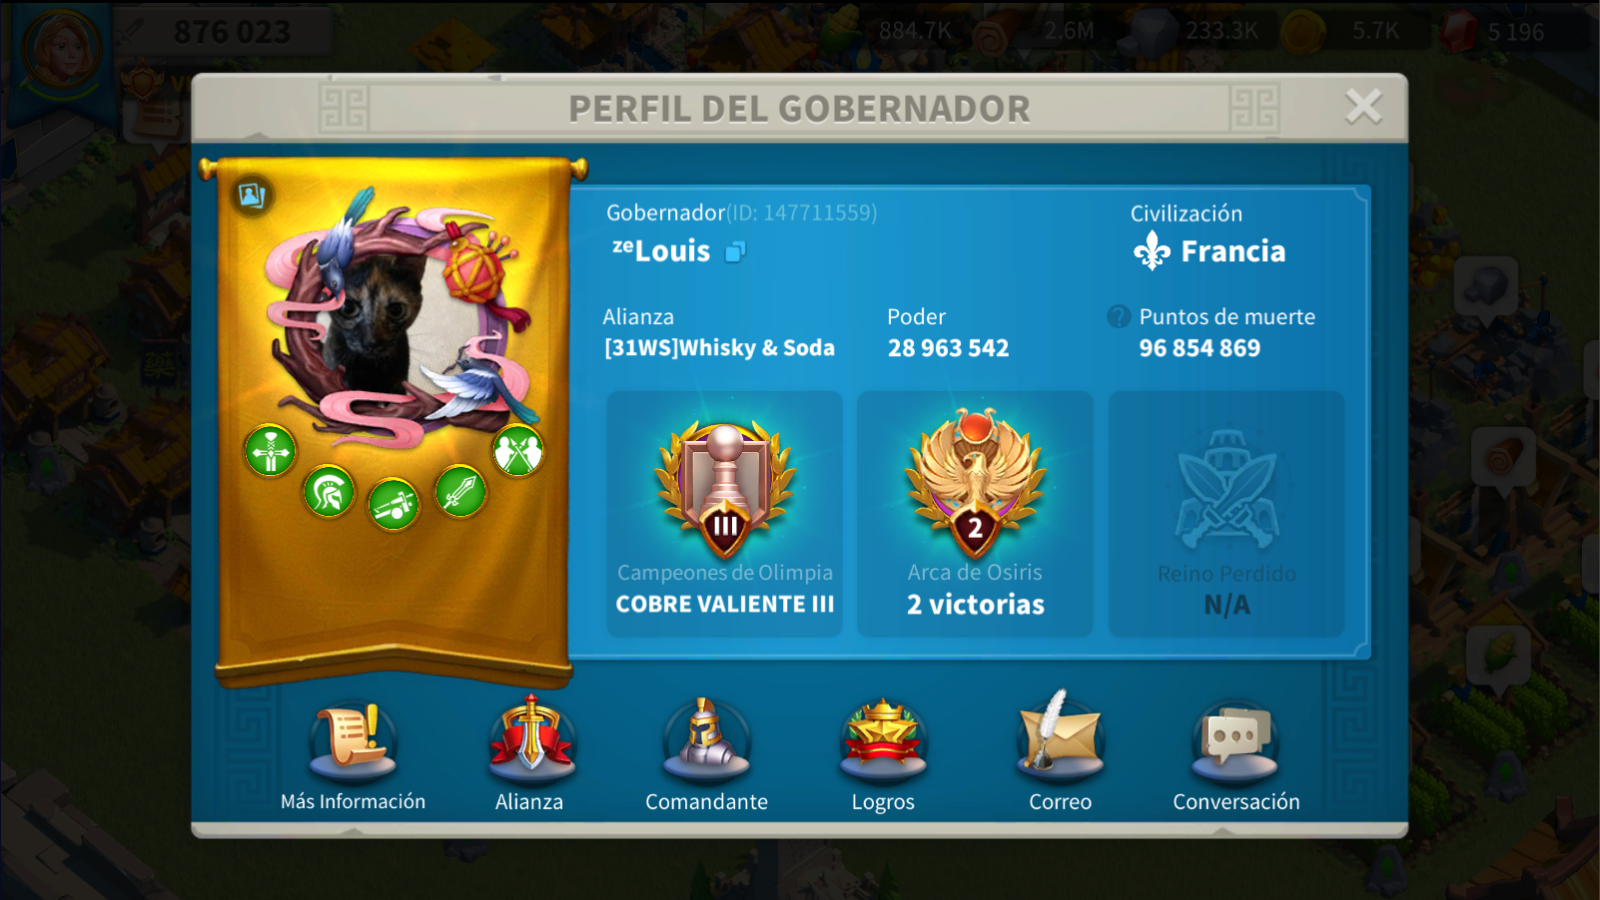 876 023
884.7K
2.6M
233.3K
5.7K
5 196
PERFIL DEL GOBERNADOR
Gobernador(ID: 147711559)
ᶻᵉLouis
Civilización
Francia
Alianza
[31WS]Whisky & Soda
Poder
28 963 542
? Puntos de muerte
96 854 869
III
Campeones de Olimpia
COBRE VALIENTE III
2
Arca de Osiris
2 victorias
Reino Perdido
N/A
Más Información
Alianza
Comandante
Logros
Correo
Conversación